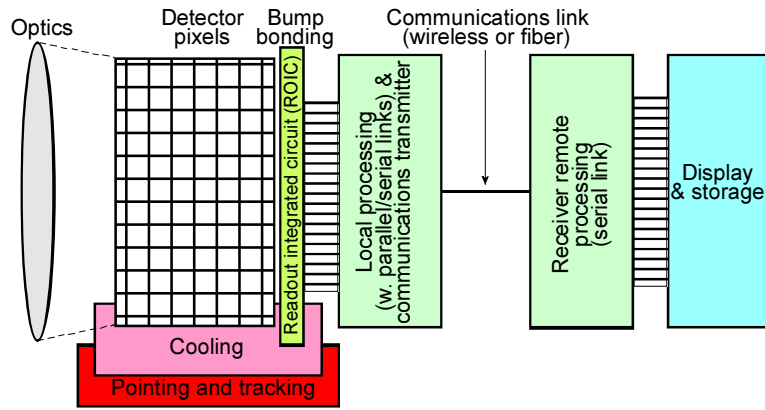 Optics
Detector
pixels
Bump
bonding
Communications link
(wireless or fiber)
Readout integrated circuit (ROIC)
Local processing
(w. parallel/serial links) &
communications transmitter
Receiver remote
processing
(serial link)
Display
& storage
Cooling
Pointing and tracking